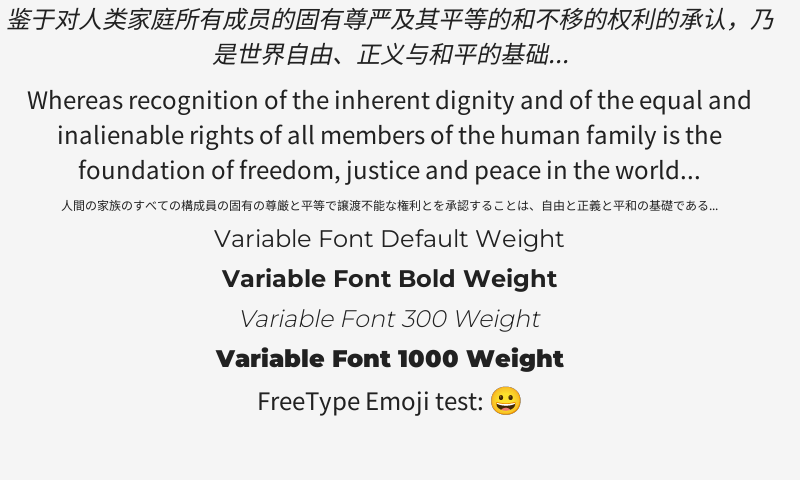 鉴于对人类家庭所有成员的固有尊严及其平等的和不移的权利的承认，乃
是世界自由、正义与和平的基础...
Whereas recognition of the inherent dignity and of the equal and
inalienable rights of all members of the human family is the
foundation of freedom, justice and peace in the world...
人間の家族のすべての構成員の固有の尊厳と平等で譲渡不能な権利とを承認することは、自由と正義と平和の基礎である...
Variable Font Default Weight
Variable Font Bold Weight
Variable Font 300 Weight
Variable Font 1000 Weight
FreeType Emoji test: 😀